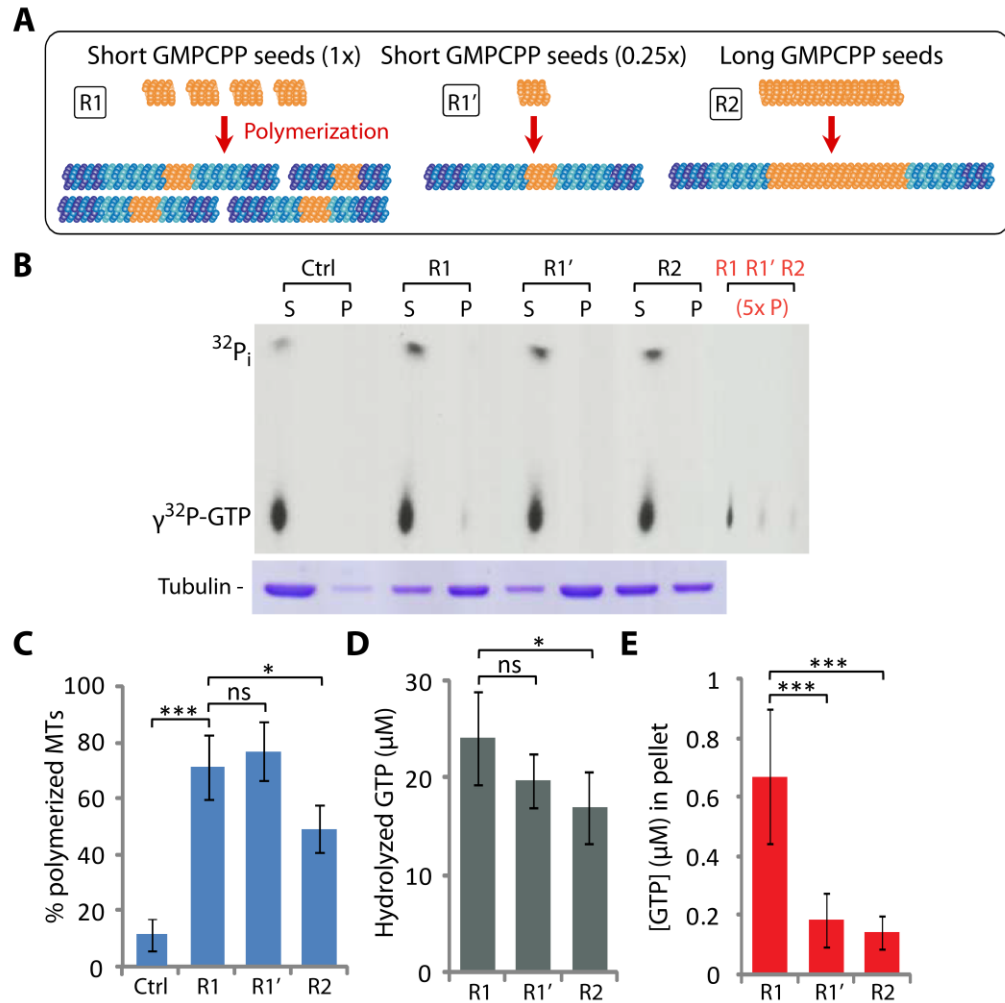 A
Short GMPCPP seeds (1x) Short GMPCPP seeds (0.25x) Long GMPCPP seeds
R1 R1' R2
Polymerization
B
Ctrl R1 R1' R2 R1 R1' R2
S P S P S P S P (5x P)
32Pi
γ32P-GTP
Tubulin -
C
% polymerized MTs
100
80
60
40
20
0
*
ns
***
Ctrl R1 R1' R2
D
Hydrolyzed GTP (µM)
30
20
10
0
*
ns
R1 R1' R2
E
[GTP] (µM) in pellet
1
0.8
0.6
0.4
0.2
0
***
***
R1 R1' R2